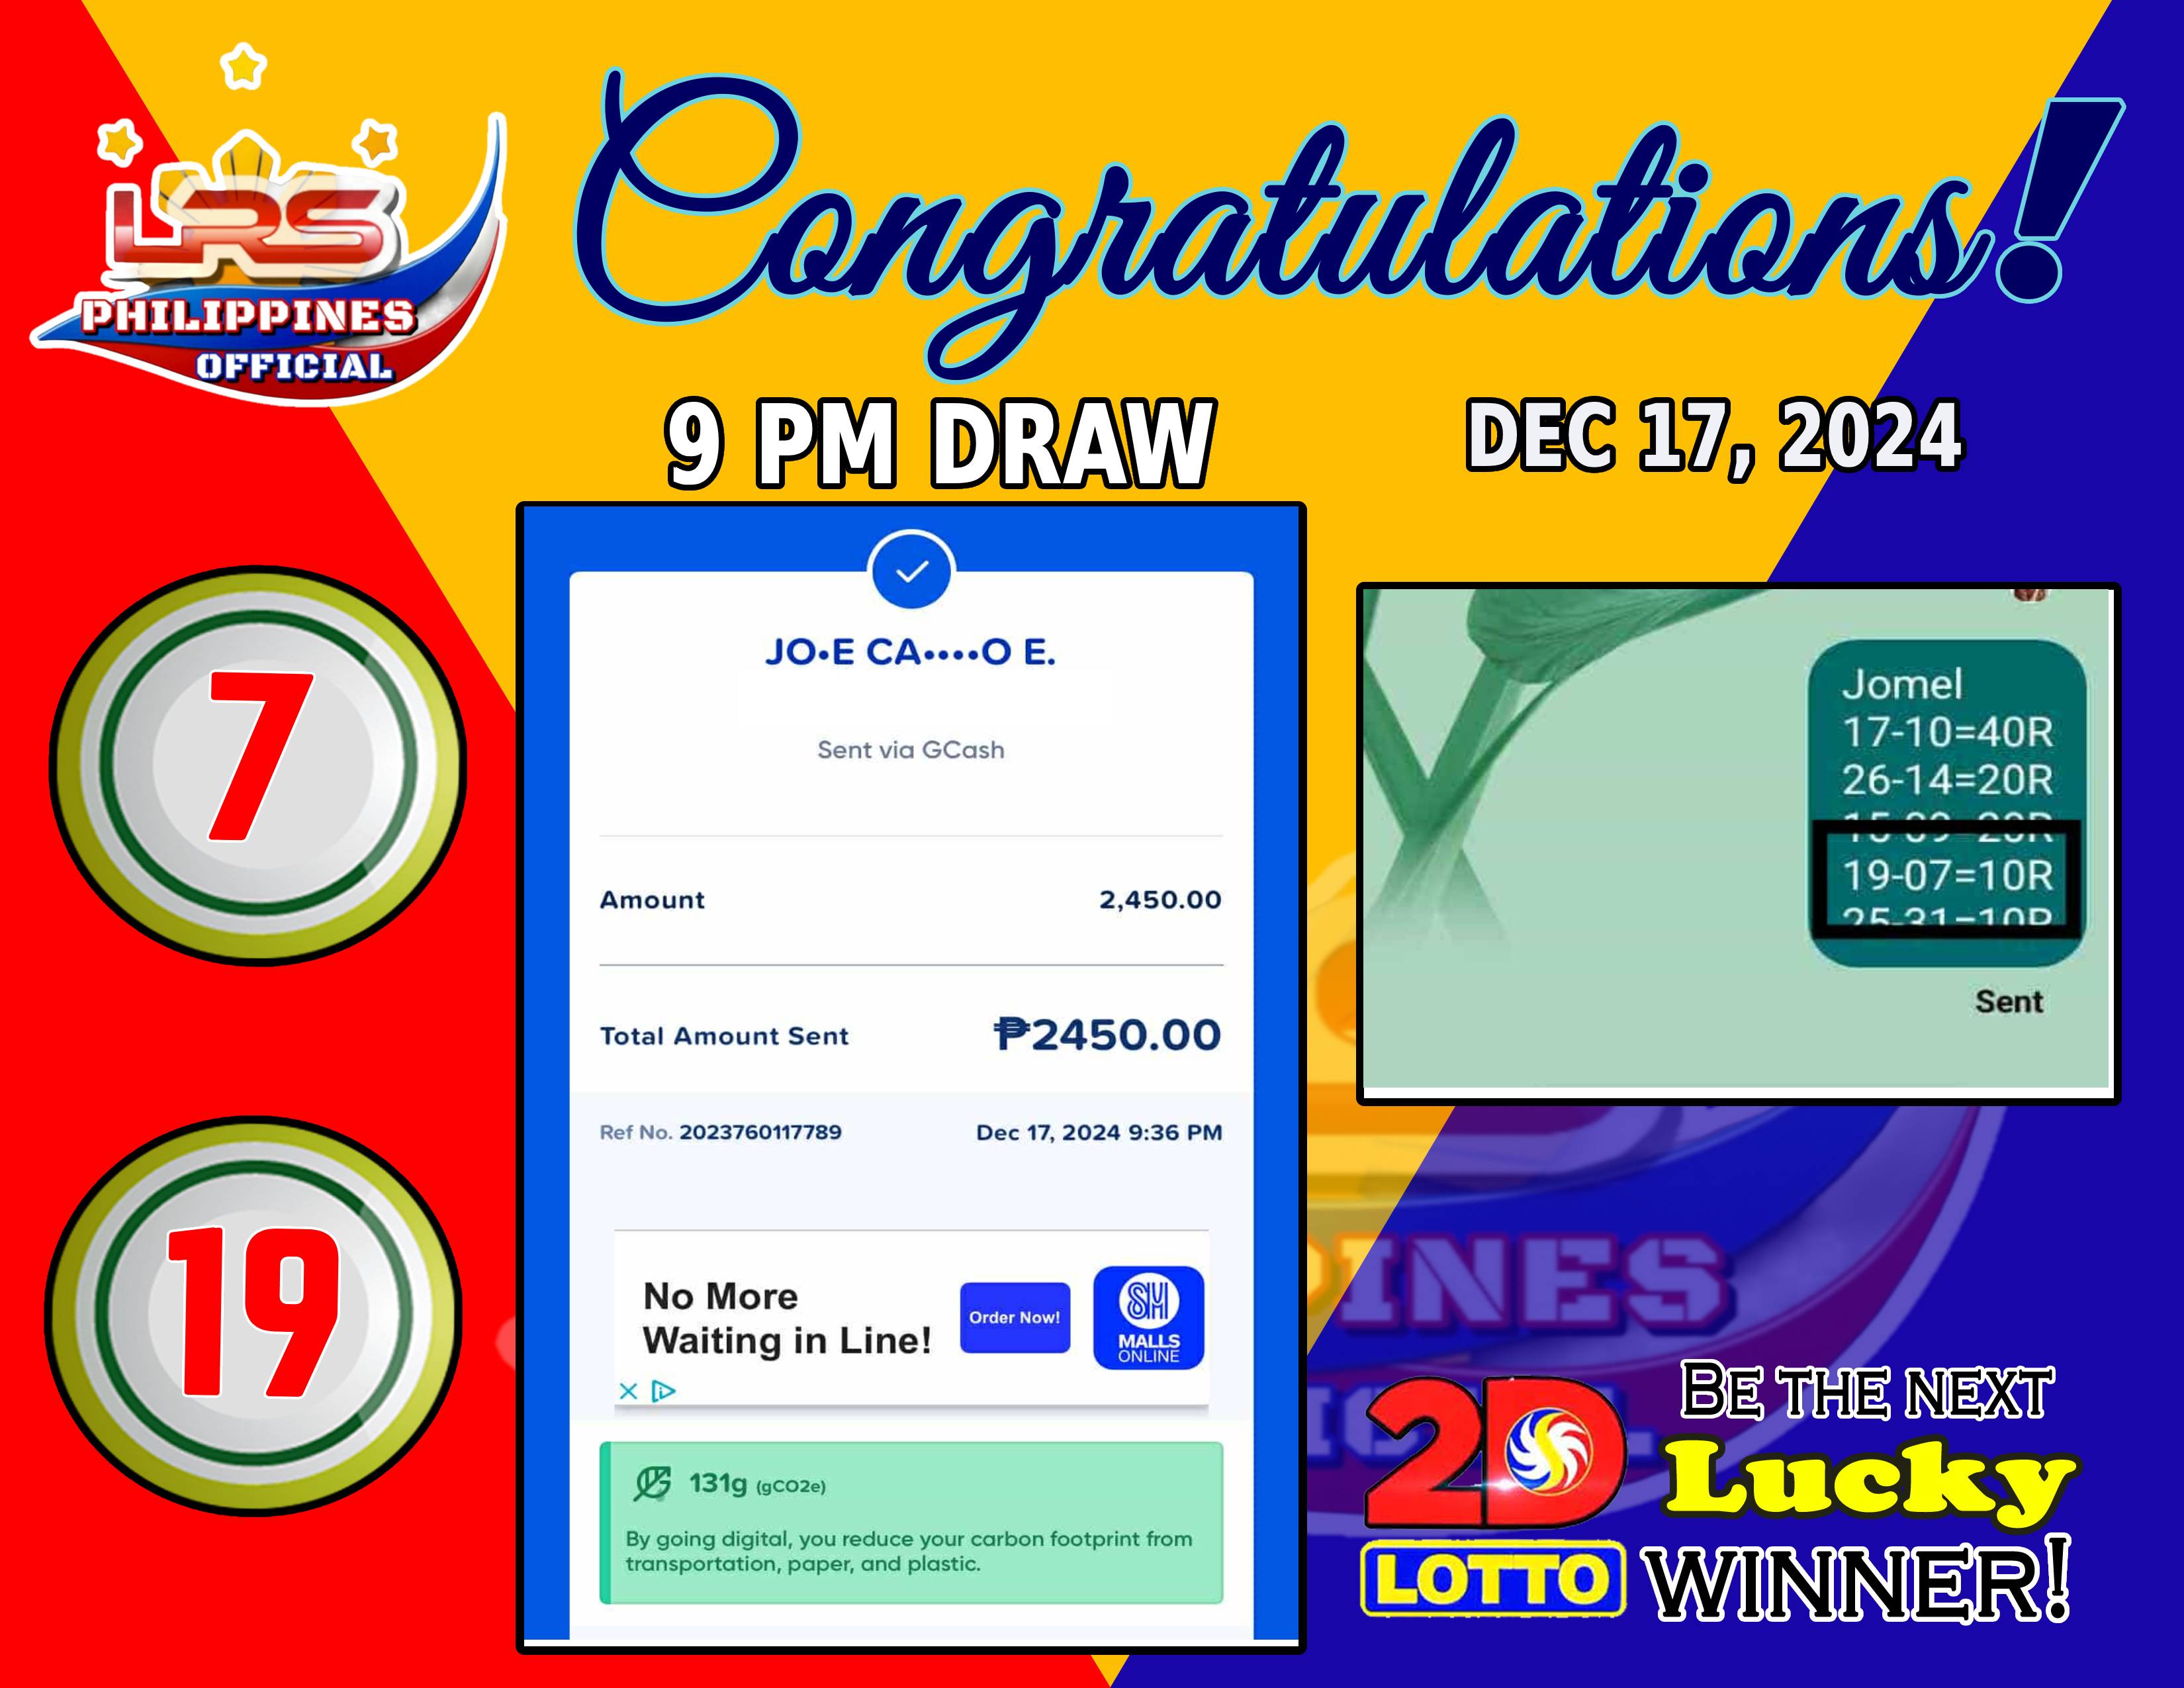 LRS
PHILIPPINES
OFFICIAL
Congratulations!
9 PM DRAW
DEC 17, 2024
7
19
JO•E CA••••O E.
Sent via GCash
Amount 2,450.00
Total Amount Sent ₱2450.00
Ref No. 2023760117789 Dec 17, 2024 9:36 PM
No More
Waiting in Line!
Order Now!
SM
MALLS
ONLINE
131g (gCO2e)
By going digital, you reduce your carbon footprint from
transportation, paper, and plastic.
Jomel
17-10=40R
26-14=20R
19-07=10R
25-31=10R
Sent
PINES
2D
LOTTO
BE THE NEXT
Lucky
WINNER!